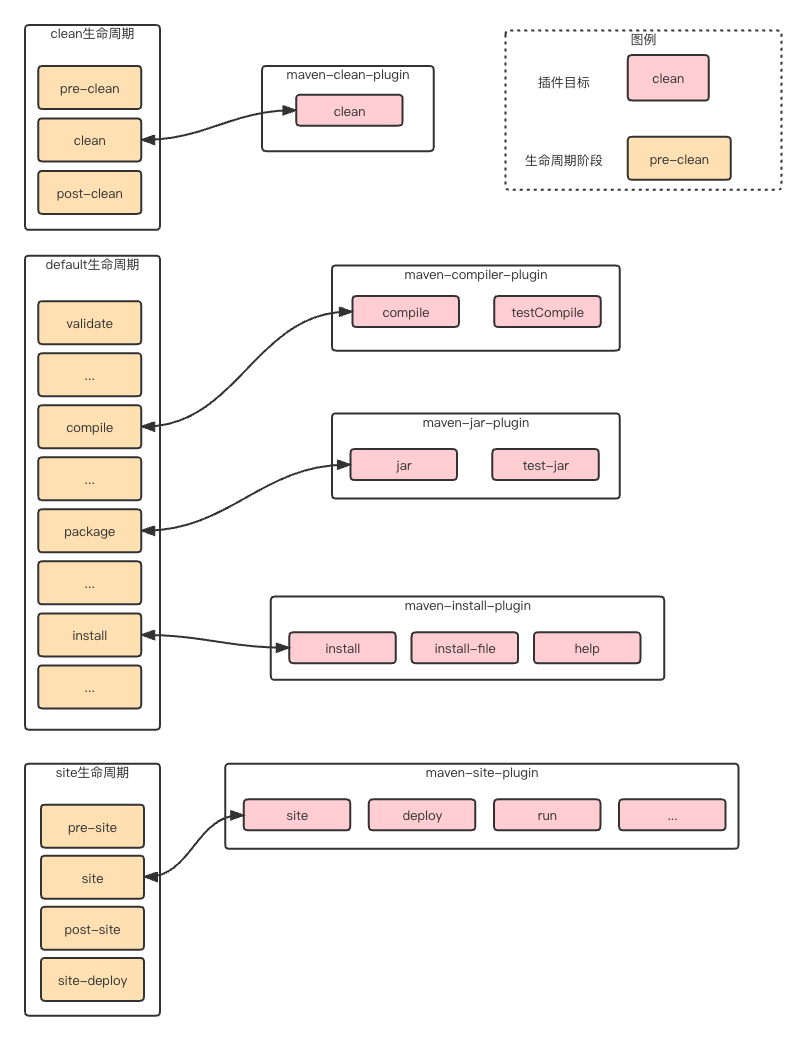 clean生命周期
pre-clean
clean
post-clean
maven-clean-plugin
clean
图例
插件目标
clean
生命周期阶段
pre-clean
default生命周期
validate
...
compile
...
package
...
install
...
maven-compiler-plugin
compile
testCompile
maven-jar-plugin
jar
test-jar
maven-install-plugin
install
install-file
help
site生命周期
pre-site
site
post-site
site-deploy
maven-site-plugin
site
deploy
run
...